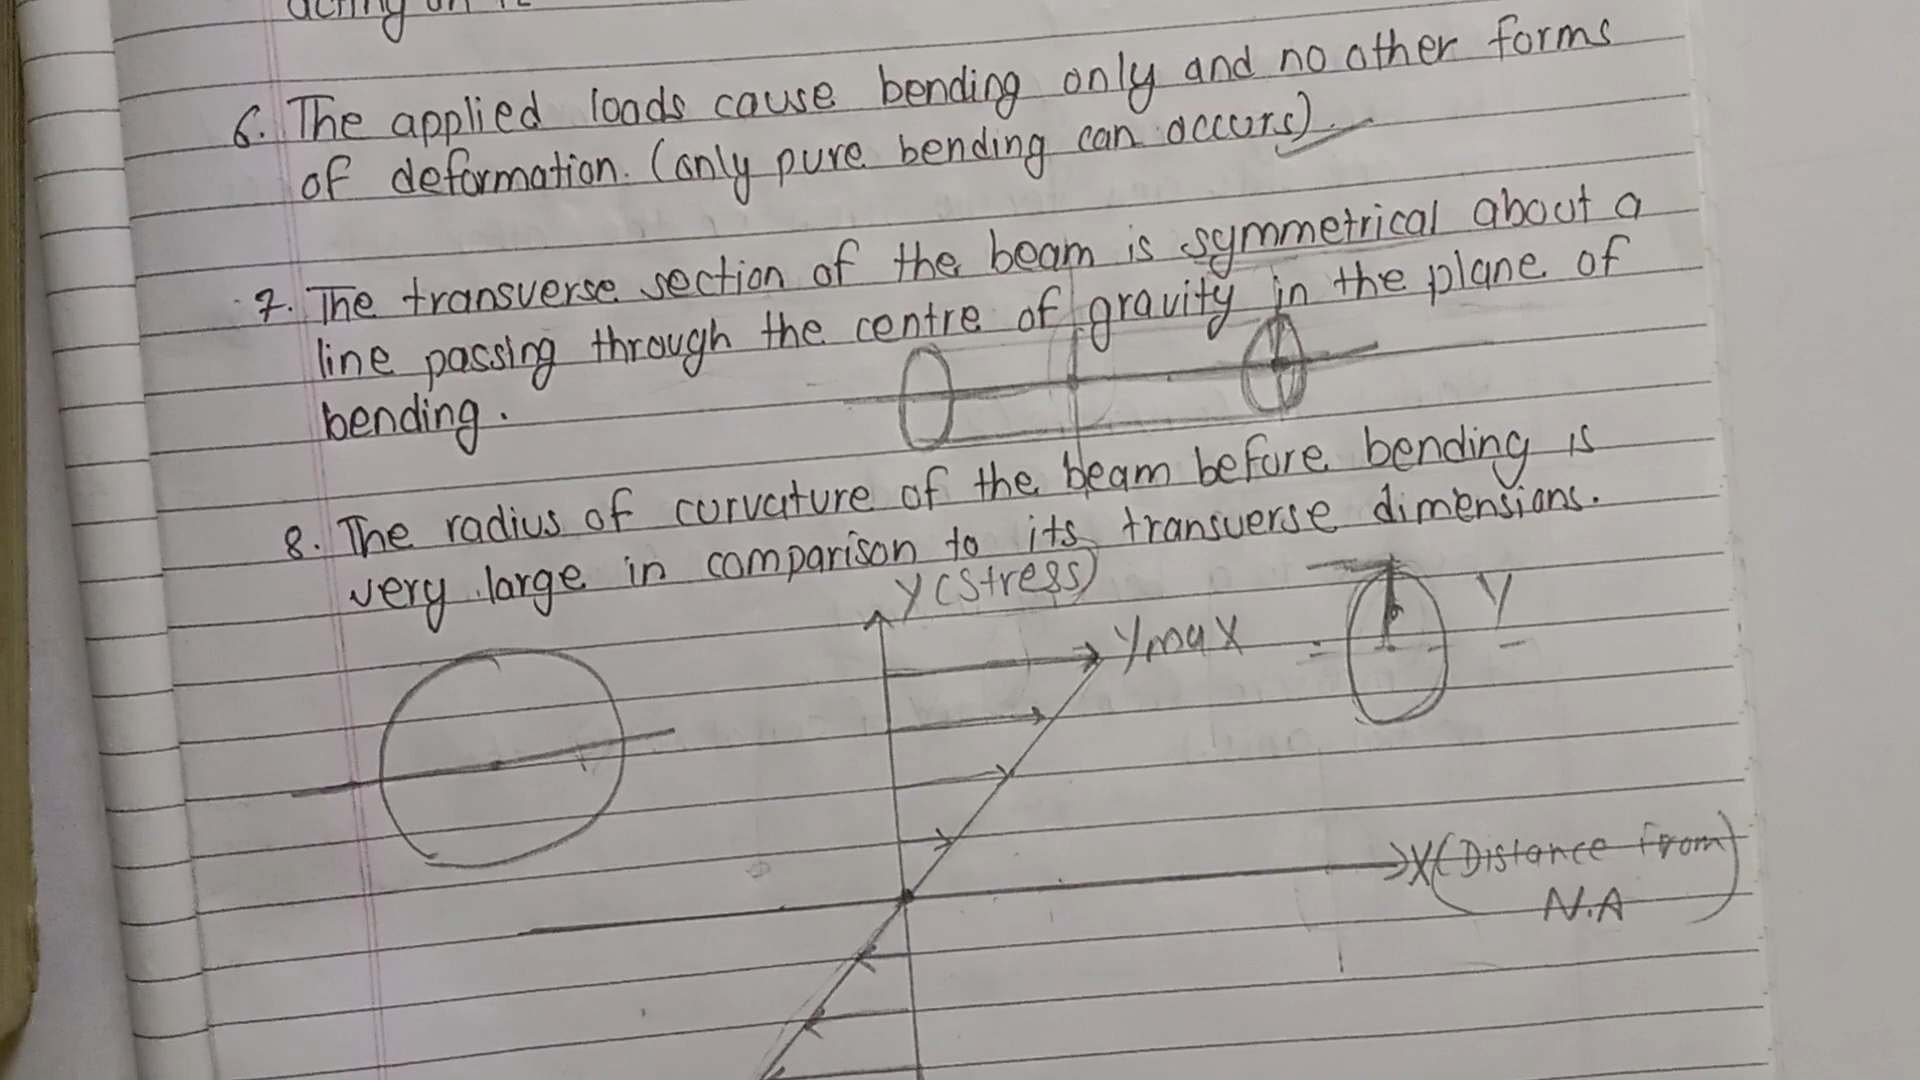 acting on it
6. The applied loads cause bending only and no other forms
of deformation. (only pure bending can occurs).
7. The transverse section of the beam is symmetrical about a
line passing through the centre of gravity in the plane of
bending.
8. The radius of curvature of the beam before bending is
very large in comparison to its transverse dimensions.
Y (Stress)
Ymax
Y
X (Distance from)
N.A